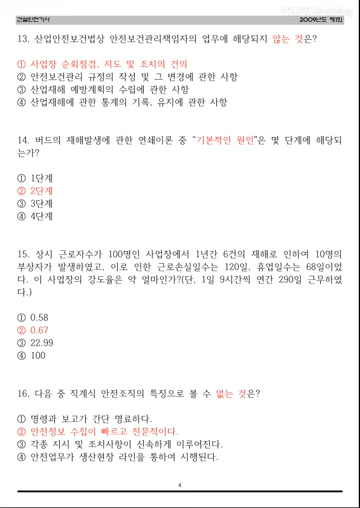 건설안전기사 2009년도 제1회
13. 산업안전보건법상 안전보건관리책임자의 업무에 해당되지 않는 것은?
① 사업장 순회점검, 지도 및 조치의 건의
② 안전보건관리 규정의 작성 및 그 변경에 관한 사항
③ 산업재해 예방계획의 수립에 관한 사항
④ 산업재해에 관한 통계의 기록, 유지에 관한 사항
14. 버드의 재해발생에 관한 연쇄이론 중 "기본적인 원인"은 몇 단계에 해당되
는가?
① 1단계
② 2단계
③ 3단계
④ 4단계
15. 상시 근로자수가 100명인 사업장에서 1년간 6건의 재해로 인하여 10명의
부상자가 발생하였고, 이로 인한 근로손실일수는 120일, 휴업일수는 68일이었
다. 이 사업장의 강도율은 약 얼마인가?(단, 1일 9시간씩 연간 290일 근무하였
다.)
① 0.58
② 0.67
③ 22.99
④ 100
16. 다음 중 직계식 안전조직의 특징으로 볼 수 없는 것은?
① 명령과 보고가 간단 명료하다.
② 안전정보 수집이 빠르고 전문적이다.
③ 각종 지시 및 조치사항이 신속하게 이루어진다.
④ 안전업무가 생산현장 라인을 통하여 시행된다.
4